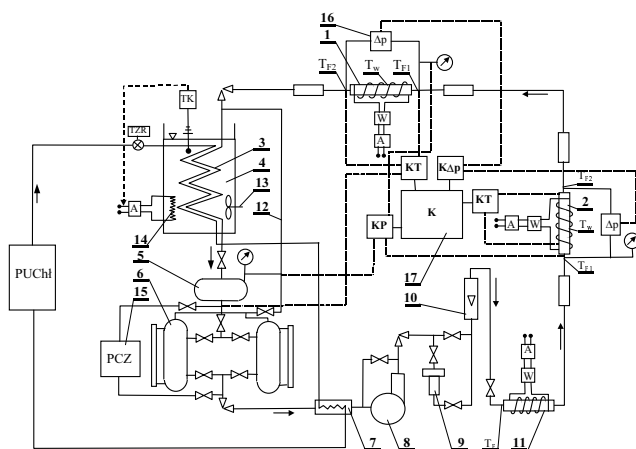 16
1
Δp
T_F2
T_w
T_F1
TK
W
A
TZR
3
4
13
12
KT
KΔp
K
KT
KP
17
A
W
T_F2
2
T_w
Δp
T_F1
A
14
5
6
15
PUChł
PCZ
10
A
W
7
8
9
T_F
11